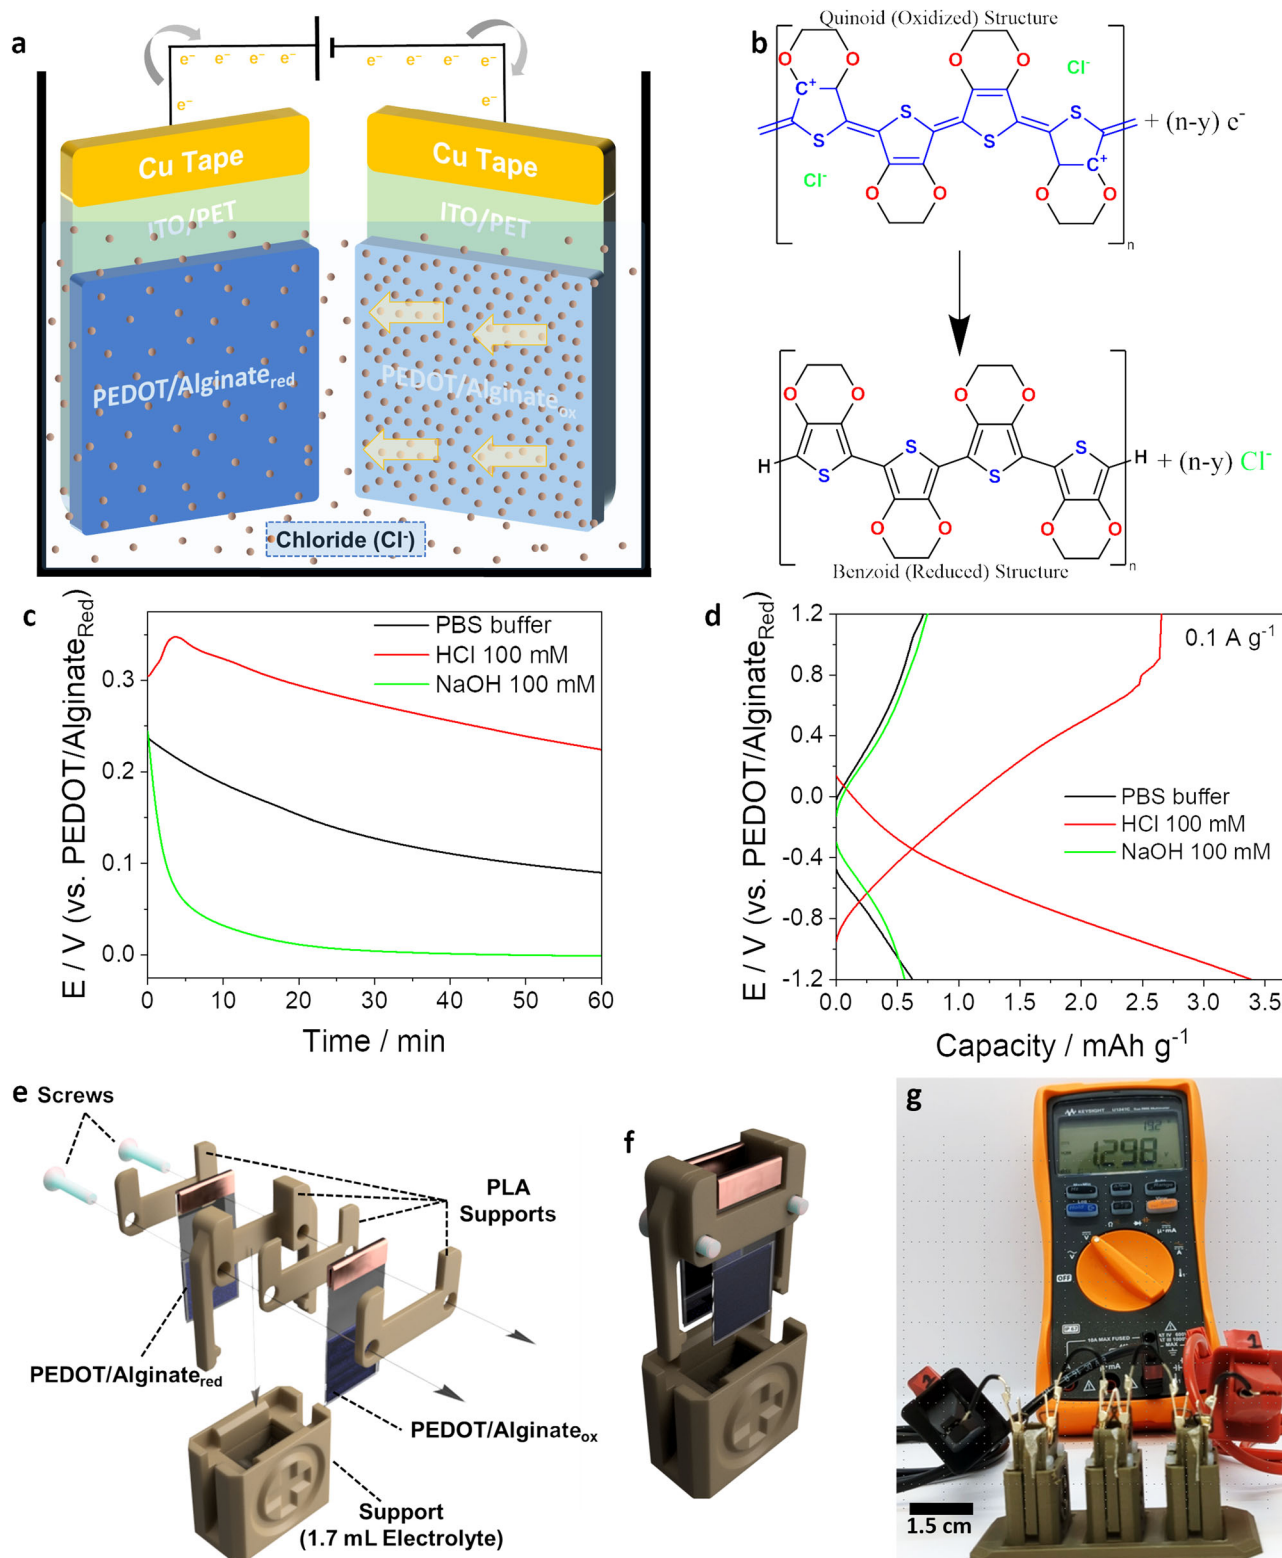 a
e⁻ e⁻ e⁻ e⁻ e⁻ e⁻ e⁻ e⁻
e⁻ e⁻
Cu Tape
Cu Tape
ITO/PET
ITO/PET
PEDOT/Alginate_red
PEDOT/Alginate_ox
Chloride (Cl⁻)
b
Quinoid (Oxidized) Structure
O O O O
C⁺ Cl⁻
S S S S
+ (n-y) e⁻
Cl⁻ C⁺
O O O O
n
O O O O
S S
H H + (n-y) Cl⁻
S S
O O O O
n
Benzoid (Reduced) Structure
c
E / V (vs. PEDOT/Alginate_Red)
0.3
0.2
0.1
0.0
PBS buffer
HCl 100 mM
NaOH 100 mM
0 10 20 30 40 50 60
Time / min
d
E / V (vs. PEDOT/Alginate_Red)
1.2
0.8
0.4
0.0
-0.4
-0.8
-1.2
0.1 A g⁻¹
PBS buffer
HCl 100 mM
NaOH 100 mM
0.0 0.5 1.0 1.5 2.0 2.5 3.0 3.5
Capacity / mAh g⁻¹
e
Screws
PLA
Supports
PEDOT/Alginate_red
PEDOT/Alginate_ox
Support
(1.7 mL Electrolyte)
f
g
KEYSIGHT
1.298
OFF
1
1
1.5 cm